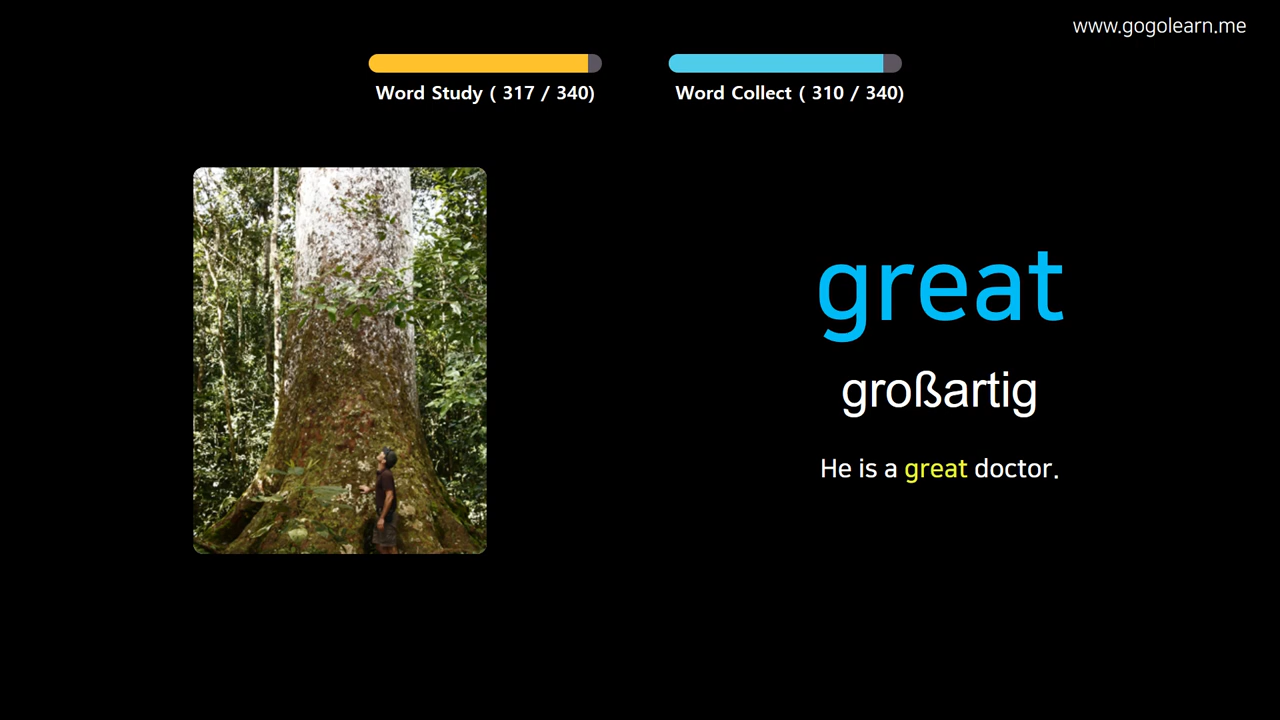 www.gogolearn.me
Word Study ( 317 / 340)
Word Collect ( 310 / 340)
great
großartig
He is a great doctor.